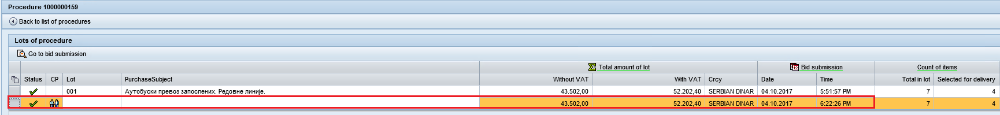 Procedure 1000000159
Back to list of procedures
Lots of procedure
Go to bid submission
Total amount of lot Bid submission Count of items
Status CP Lot PurchaseSubject Without VAT With VAT Crcy Date Time Total in lot Selected for delivery
001 Аутобуски превоз запослених. Редовне линије. 43.502,00 52.202,40 SERBIAN DINAR 04.10.2017 5:51:57 PM 7 4
43.502,00 52.202,40 SERBIAN DINAR 04.10.2017 6:22:26 PM 7 4